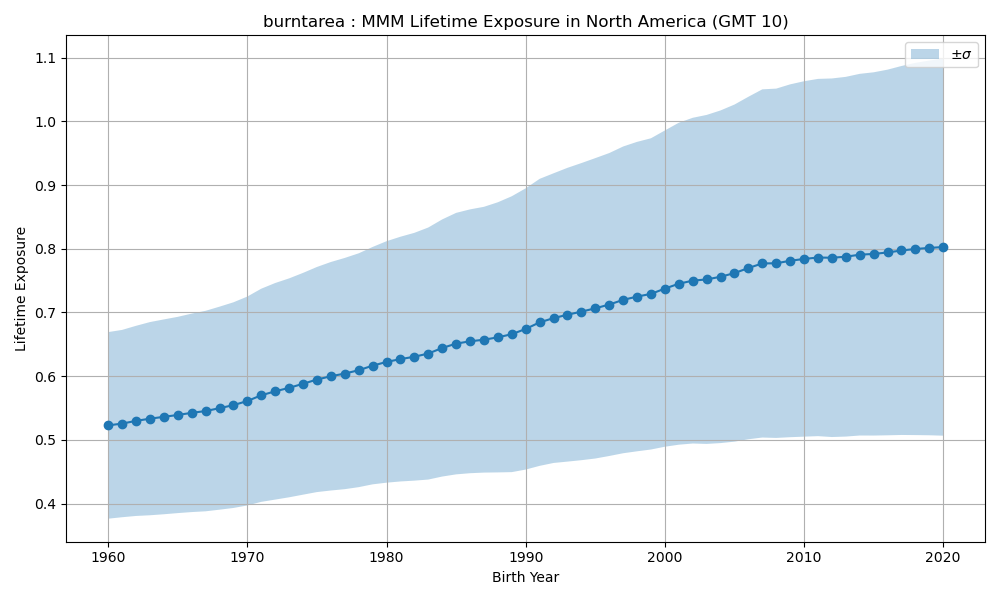 burntarea : MMM Lifetime Exposure in North America (GMT 10)
±σ
Lifetime Exposure
1.1
1.0
0.9
0.8
0.7
0.6
0.5
0.4
1960 1970 1980 1990 2000 2010 2020
Birth Year